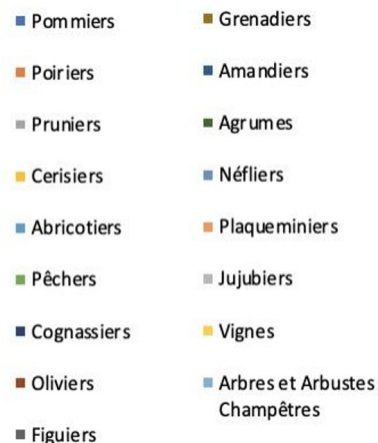 Pommiers
Poiriers
Pruniers
Cerisiers
Abricotiers
Pêchers
Cognassiers
Oliviers
Figuiers
Grenadiers
Amandiers
Agrumes
Néfliers
Plaqueminiers
Jujubiers
Vignes
Arbres et Arbustes
Champêtres